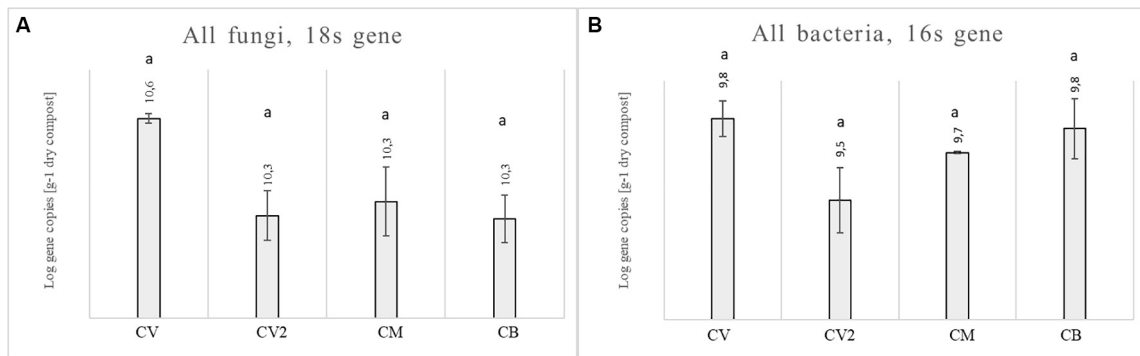 A
All fungi, 18s gene
Log gene copies [g-1 dry compost]
a
10,6
a
10,3
a
10,3
a
10,3
CV
CV2
CM
CB
B
All bacteria, 16s gene
Log gene copies [g-1 dry compost]
a
9,8
a
9,5
a
9,7
a
9,8
CV
CV2
CM
CB